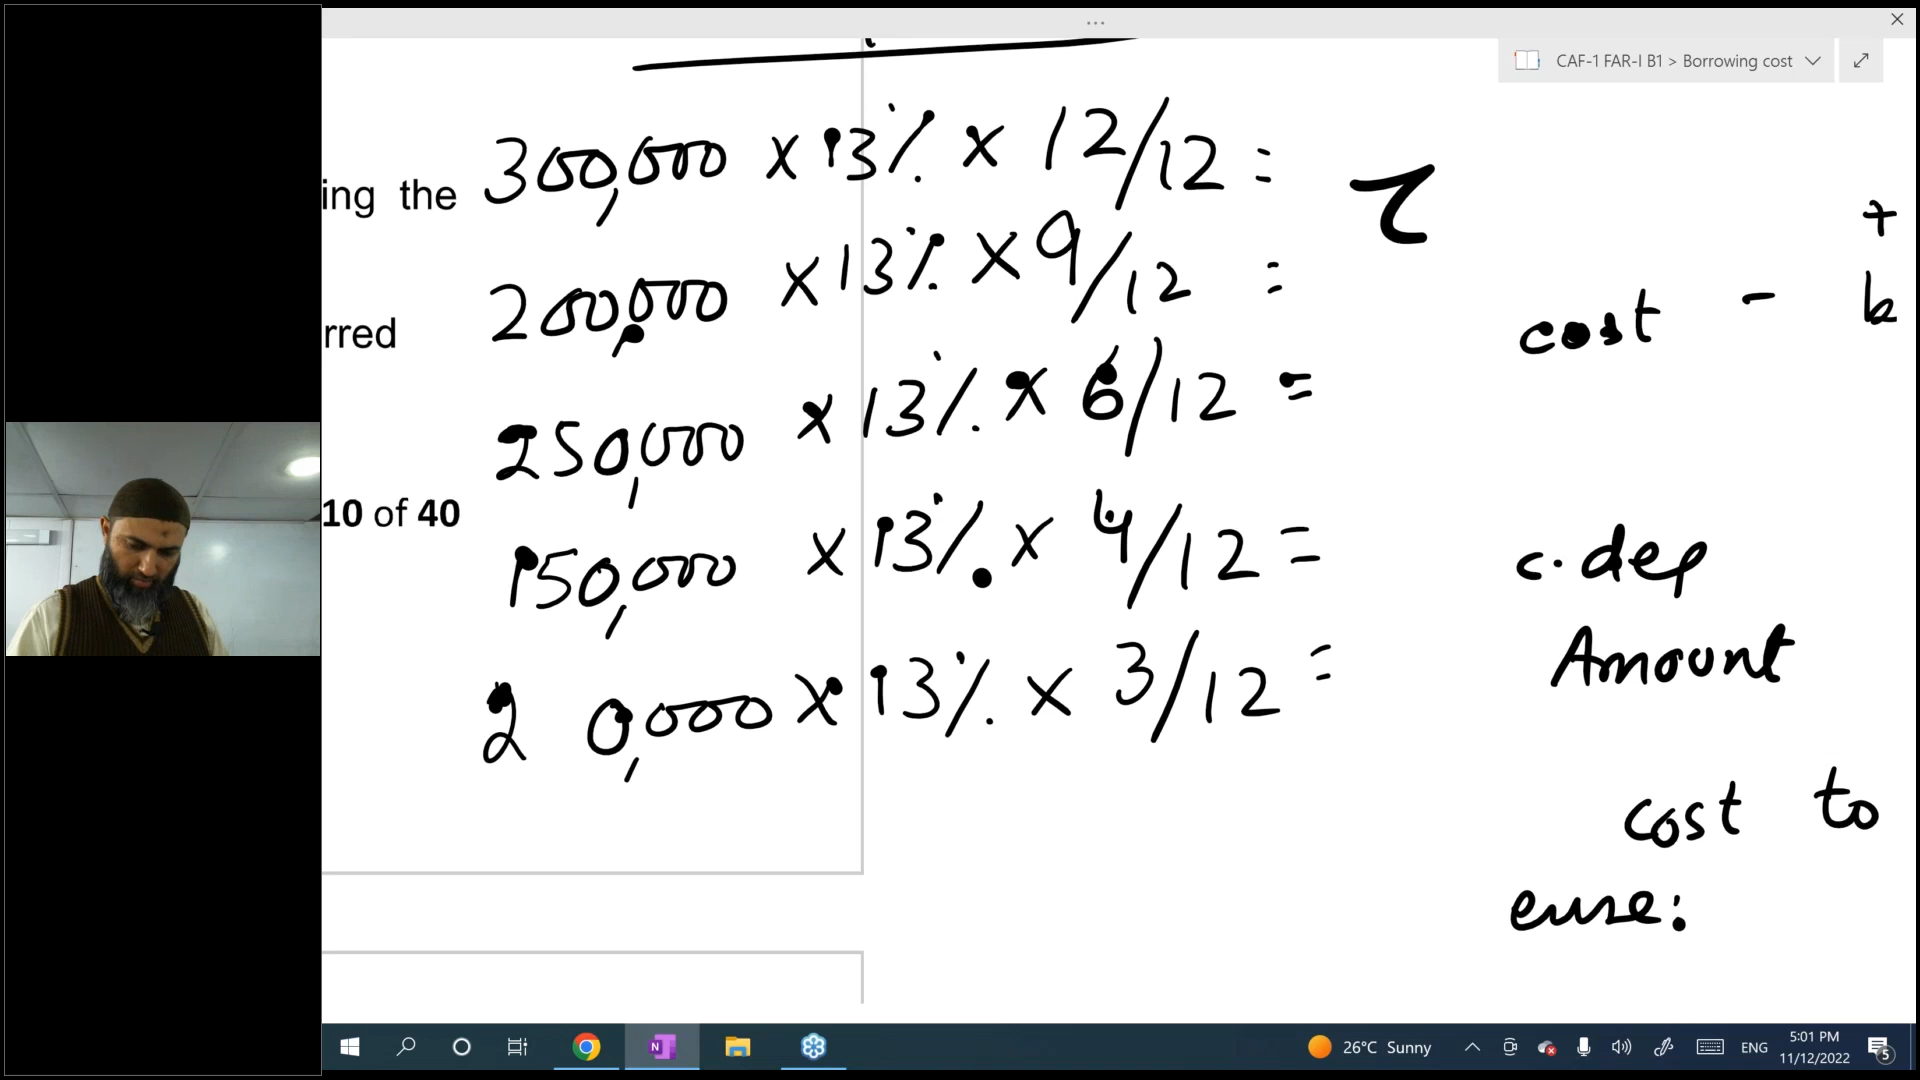 CAF-1 FAR-I B1 > Borrowing cost
300,000 x 13% x 12/12 =
ing the
200,000 x 13% x 9/12 =
+
rred
cost - b
250,000 x 13% x 6/12 =
10 of 40
150,000 x 13% x 4/12 =
c. dep
Amount
20,000 x 13% x 3/12 =
cost to
26°C Sunny
ENG
5:01 PM
11/12/2022
5